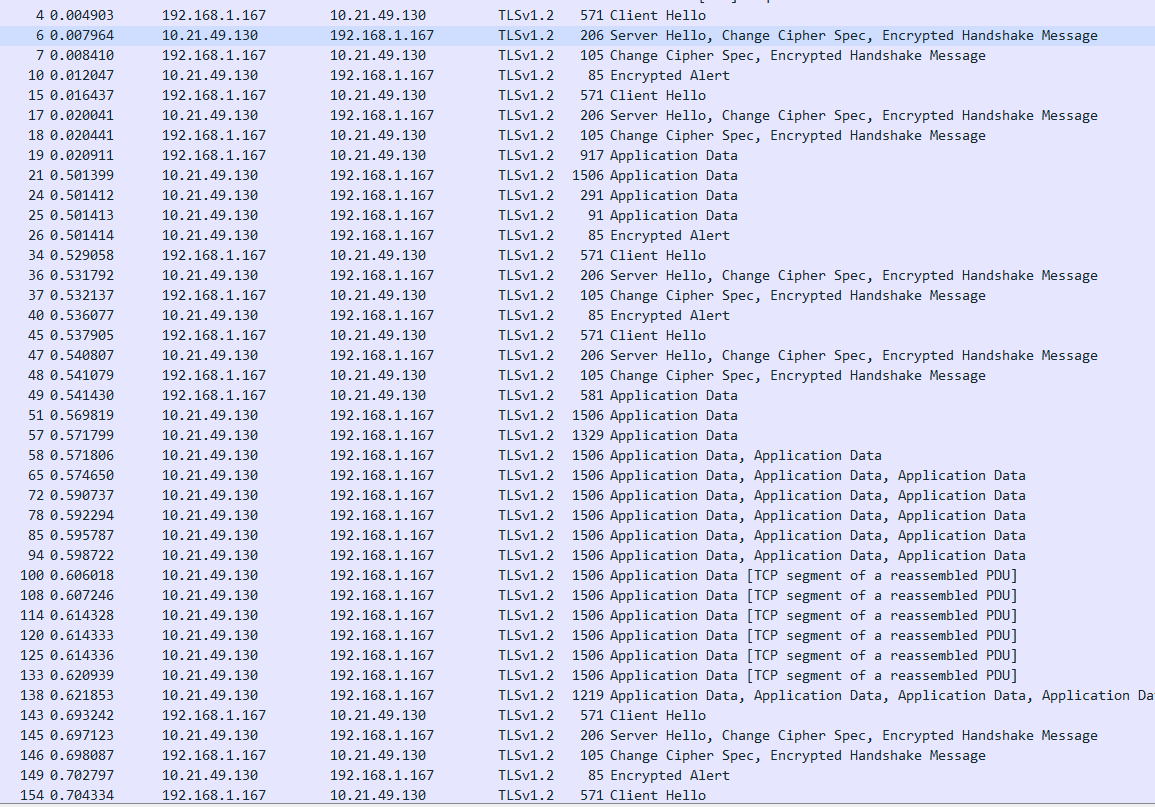 4 0.004903 192.168.1.167 10.21.49.130 TLSv1.2 571 Client Hello
6 0.007964 10.21.49.130 192.168.1.167 TLSv1.2 206 Server Hello, Change Cipher Spec, Encrypted Handshake Message
7 0.008410 192.168.1.167 10.21.49.130 TLSv1.2 105 Change Cipher Spec, Encrypted Handshake Message
10 0.012047 10.21.49.130 192.168.1.167 TLSv1.2 85 Encrypted Alert
15 0.016437 192.168.1.167 10.21.49.130 TLSv1.2 571 Client Hello
17 0.020041 10.21.49.130 192.168.1.167 TLSv1.2 206 Server Hello, Change Cipher Spec, Encrypted Handshake Message
18 0.020441 192.168.1.167 10.21.49.130 TLSv1.2 105 Change Cipher Spec, Encrypted Handshake Message
19 0.020911 192.168.1.167 10.21.49.130 TLSv1.2 917 Application Data
21 0.501399 10.21.49.130 192.168.1.167 TLSv1.2 1506 Application Data
24 0.501412 10.21.49.130 192.168.1.167 TLSv1.2 291 Application Data
25 0.501413 10.21.49.130 192.168.1.167 TLSv1.2 91 Application Data
26 0.501414 10.21.49.130 192.168.1.167 TLSv1.2 85 Encrypted Alert
34 0.529058 192.168.1.167 10.21.49.130 TLSv1.2 571 Client Hello
36 0.531792 10.21.49.130 192.168.1.167 TLSv1.2 206 Server Hello, Change Cipher Spec, Encrypted Handshake Message
37 0.532137 192.168.1.167 10.21.49.130 TLSv1.2 105 Change Cipher Spec, Encrypted Handshake Message
40 0.536077 10.21.49.130 192.168.1.167 TLSv1.2 85 Encrypted Alert
45 0.537905 192.168.1.167 10.21.49.130 TLSv1.2 571 Client Hello
47 0.540807 10.21.49.130 192.168.1.167 TLSv1.2 206 Server Hello, Change Cipher Spec, Encrypted Handshake Message
48 0.541079 192.168.1.167 10.21.49.130 TLSv1.2 105 Change Cipher Spec, Encrypted Handshake Message
49 0.541430 192.168.1.167 10.21.49.130 TLSv1.2 581 Application Data
51 0.569819 10.21.49.130 192.168.1.167 TLSv1.2 1506 Application Data
57 0.571799 10.21.49.130 192.168.1.167 TLSv1.2 1329 Application Data
58 0.571806 10.21.49.130 192.168.1.167 TLSv1.2 1506 Application Data, Application Data
65 0.574650 10.21.49.130 192.168.1.167 TLSv1.2 1506 Application Data, Application Data, Application Data
72 0.590737 10.21.49.130 192.168.1.167 TLSv1.2 1506 Application Data, Application Data, Application Data
78 0.592294 10.21.49.130 192.168.1.167 TLSv1.2 1506 Application Data, Application Data, Application Data
85 0.595787 10.21.49.130 192.168.1.167 TLSv1.2 1506 Application Data, Application Data, Application Data
94 0.598722 10.21.49.130 192.168.1.167 TLSv1.2 1506 Application Data, Application Data, Application Data
100 0.606018 10.21.49.130 192.168.1.167 TLSv1.2 1506 Application Data [TCP segment of a reassembled PDU]
108 0.607246 10.21.49.130 192.168.1.167 TLSv1.2 1506 Application Data [TCP segment of a reassembled PDU]
114 0.614328 10.21.49.130 192.168.1.167 TLSv1.2 1506 Application Data [TCP segment of a reassembled PDU]
120 0.614333 10.21.49.130 192.168.1.167 TLSv1.2 1506 Application Data [TCP segment of a reassembled PDU]
125 0.614336 10.21.49.130 192.168.1.167 TLSv1.2 1506 Application Data [TCP segment of a reassembled PDU]
133 0.620939 10.21.49.130 192.168.1.167 TLSv1.2 1506 Application Data [TCP segment of a reassembled PDU]
138 0.621853 10.21.49.130 192.168.1.167 TLSv1.2 1219 Application Data, Application Data, Application Data, Application Da
143 0.693242 192.168.1.167 10.21.49.130 TLSv1.2 571 Client Hello
145 0.697123 10.21.49.130 192.168.1.167 TLSv1.2 206 Server Hello, Change Cipher Spec, Encrypted Handshake Message
146 0.698087 192.168.1.167 10.21.49.130 TLSv1.2 105 Change Cipher Spec, Encrypted Handshake Message
149 0.702797 10.21.49.130 192.168.1.167 TLSv1.2 85 Encrypted Alert
154 0.704334 192.168.1.167 10.21.49.130 TLSv1.2 571 Client Hello